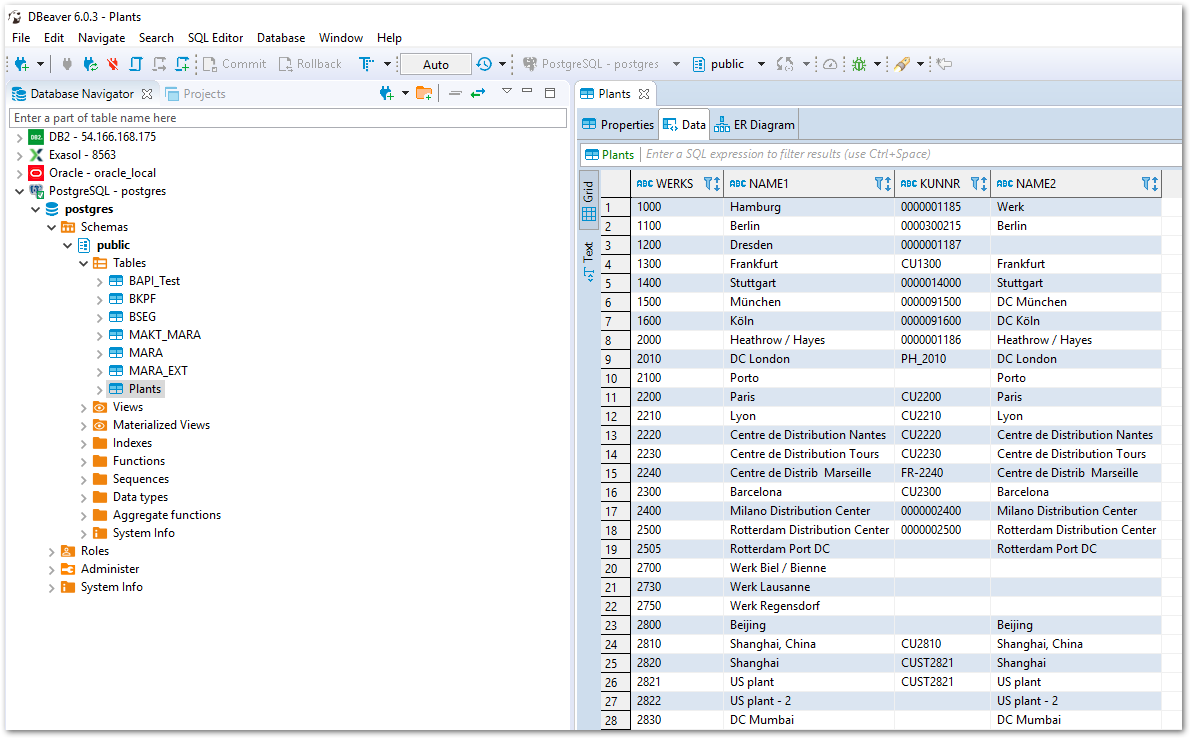 DBeaver 6.0.3 - Plants
File Edit Navigate Search SQL Editor Database Window Help
Commit Rollback Auto PostgreSQL - postgres public
Database Navigator Projects
Enter a part of table name here
DB2 - 54.166.168.175
Exasol - 8563
Oracle - oracle_local
PostgreSQL - postgres
postgres
Schemas
public
Tables
BAPI_Test
BKPF
BSEG
MAKT_MARA
MARA
MARA_EXT
Plants
Views
Materialized Views
Indexes
Functions
Sequences
Data types
Aggregate functions
System Info
Roles
Administer
System Info
Plants
Properties Data ER Diagram
Plants Enter a SQL expression to filter results (use Ctrl+Space)
Grid
Text
ABC WERKS ABC NAME1 ABC KUNNR ABC NAME2
1 1000 Hamburg 0000001185 Werk
2 1100 Berlin 0000300215 Berlin
3 1200 Dresden 0000001187
4 1300 Frankfurt CU1300 Frankfurt
5 1400 Stuttgart 0000014000 Stuttgart
6 1500 München 0000091500 DC München
7 1600 Köln 0000091600 DC Köln
8 2000 Heathrow / Hayes 0000001186 Heathrow / Hayes
9 2010 DC London PH_2010 DC London
10 2100 Porto Porto
11 2200 Paris CU2200 Paris
12 2210 Lyon CU2210 Lyon
13 2220 Centre de Distribution Nantes CU2220 Centre de Distribution Nantes
14 2230 Centre de Distribution Tours CU2230 Centre de Distribution Tours
15 2240 Centre de Distrib Marseille FR-2240 Centre de Distrib Marseille
16 2300 Barcelona CU2300 Barcelona
17 2400 Milano Distribution Center 0000002400 Milano Distribution Center
18 2500 Rotterdam Distribution Center 0000002500 Rotterdam Distribution Center
19 2505 Rotterdam Port DC Rotterdam Port DC
20 2700 Werk Biel / Bienne
21 2730 Werk Lausanne
22 2750 Werk Regensdorf
23 2800 Beijing Beijing
24 2810 Shanghai, China CU2810 Shanghai, China
25 2820 Shanghai CUST2821 Shanghai
26 2821 US plant CUST2821 US plant
27 2822 US plant - 2 US plant - 2
28 2830 DC Mumbai DC Mumbai